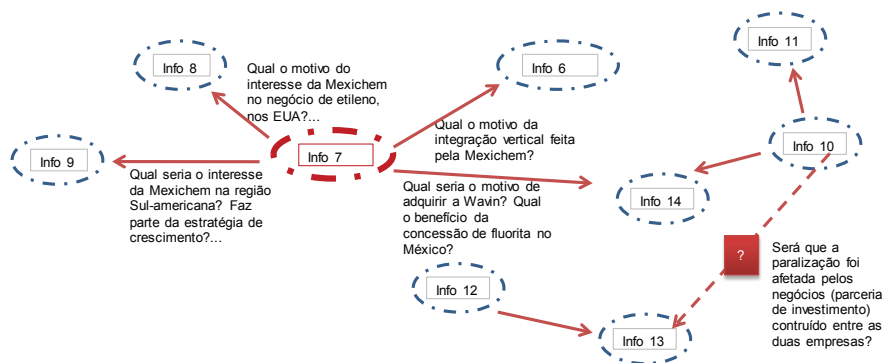 Info 11
Info 8
Info 6
Qual o motivo do
interesse da Mexichem
no negócio de etileno,
nos EUA?...
Qual o motivo da
integração vertical feita
pela Mexichem?
Info 7
Info 10
Info 9
Qual seria o interesse
da Mexichem na região
Sul-americana? Faz
parte da estratégia de
crescimento?...
Qual seria o motivo de
adquirir a Wavin? Qual
o benefício da
concessão de fluorita no
México?
Info 14
?
Será que a
paralização foi
afetada pelos
negócios (parceria
de investimento)
contruído entre as
duas empresas?
Info 12
Info 13